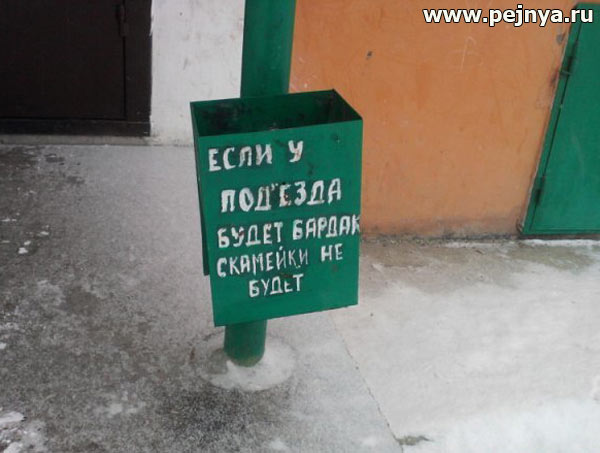 www.pejnya.ru
ЕСЛИ У
ПОД'ЕЗДА
БУДЕТ БАРДАК
СКАМЕЙКИ НЕ
БУДЕТ